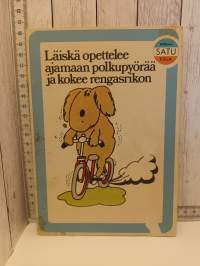 Läiskä opettelee
ajamaan polkupyörää
ja kokee rengasrikon
SATU